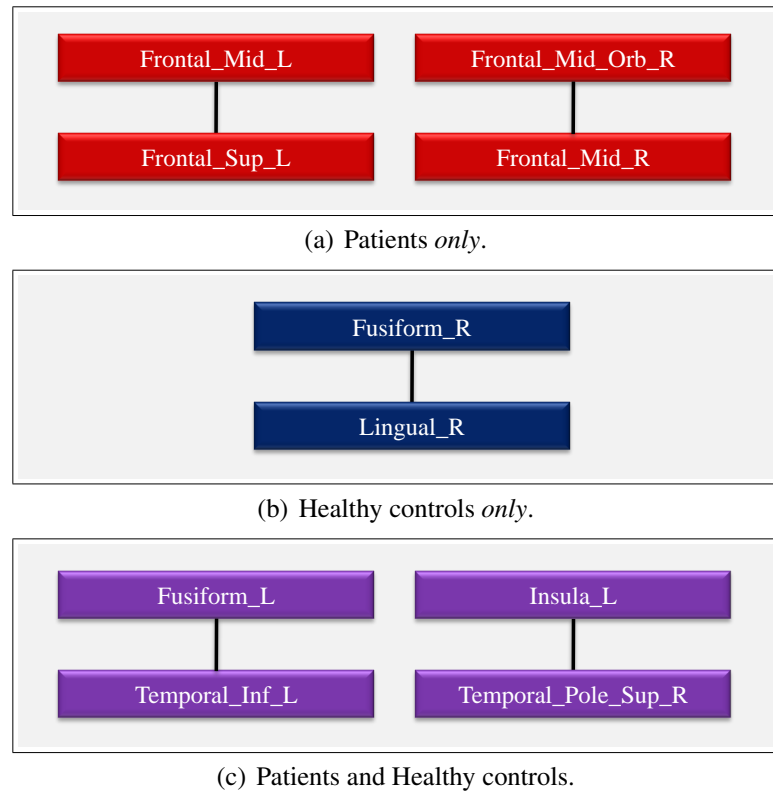 Frontal_Mid_L Frontal_Mid_Orb_R
Frontal_Sup_L Frontal_Mid_R
(a) Patients only.
Fusiform_R
Lingual_R
(b) Healthy controls only.
Fusiform_L Insula_L
Temporal_Inf_L Temporal_Pole_Sup_R
(c) Patients and Healthy controls.